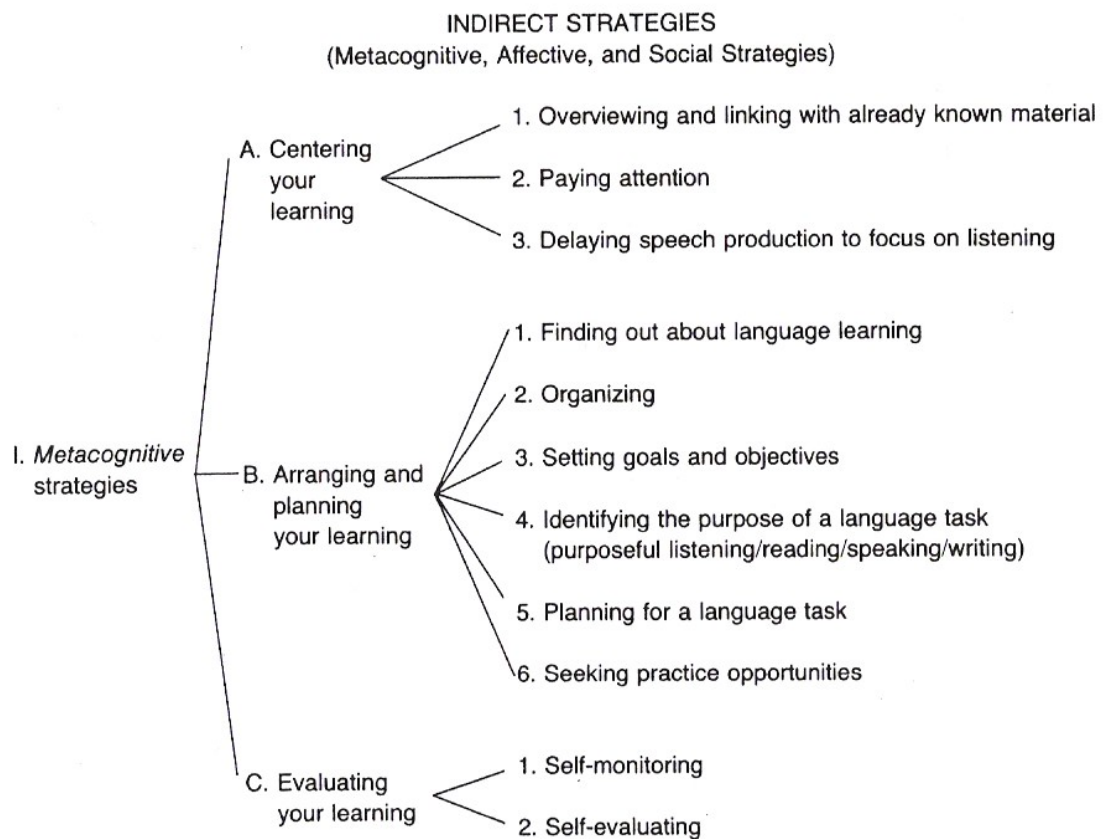 INDIRECT STRATEGIES
(Metacognitive, Affective, and Social Strategies)
A. Centering
your
learning
1. Overviewing and linking with already known material
2. Paying attention
3. Delaying speech production to focus on listening
I. Metacognitive
strategies
B. Arranging and
planning
your learning
1. Finding out about language learning
2. Organizing
3. Setting goals and objectives
4. Identifying the purpose of a language task
(purposeful listening/reading/speaking/writing)
5. Planning for a language task
6. Seeking practice opportunities
C. Evaluating
your learning
1. Self-monitoring
2. Self-evaluating